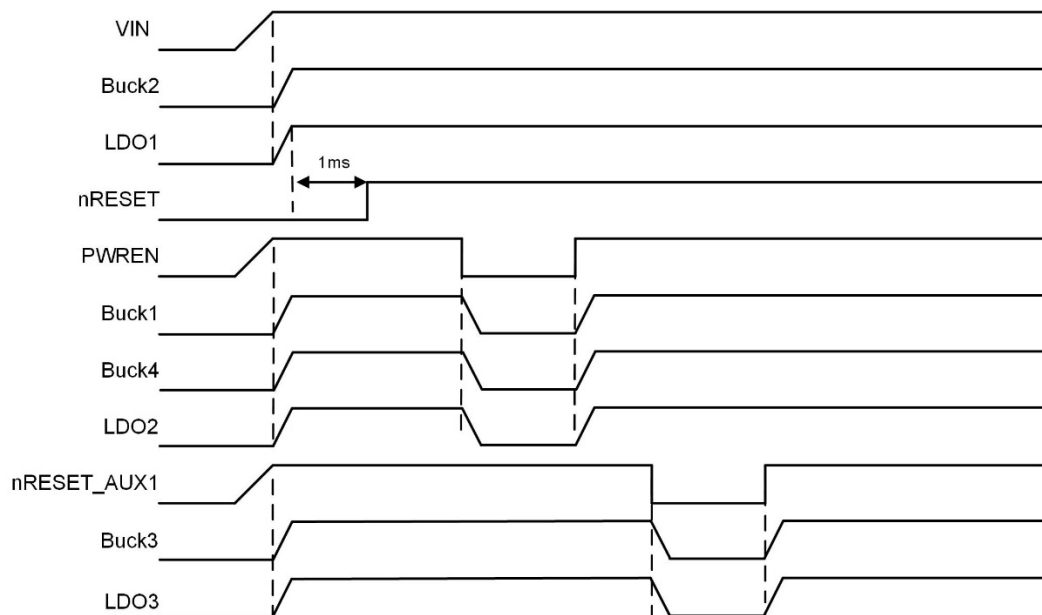 VIN
Buck2
LDO1
1ms
nRESET
PWREN
Buck1
Buck4
LDO2
nRESET_AUX1
Buck3
LDO3